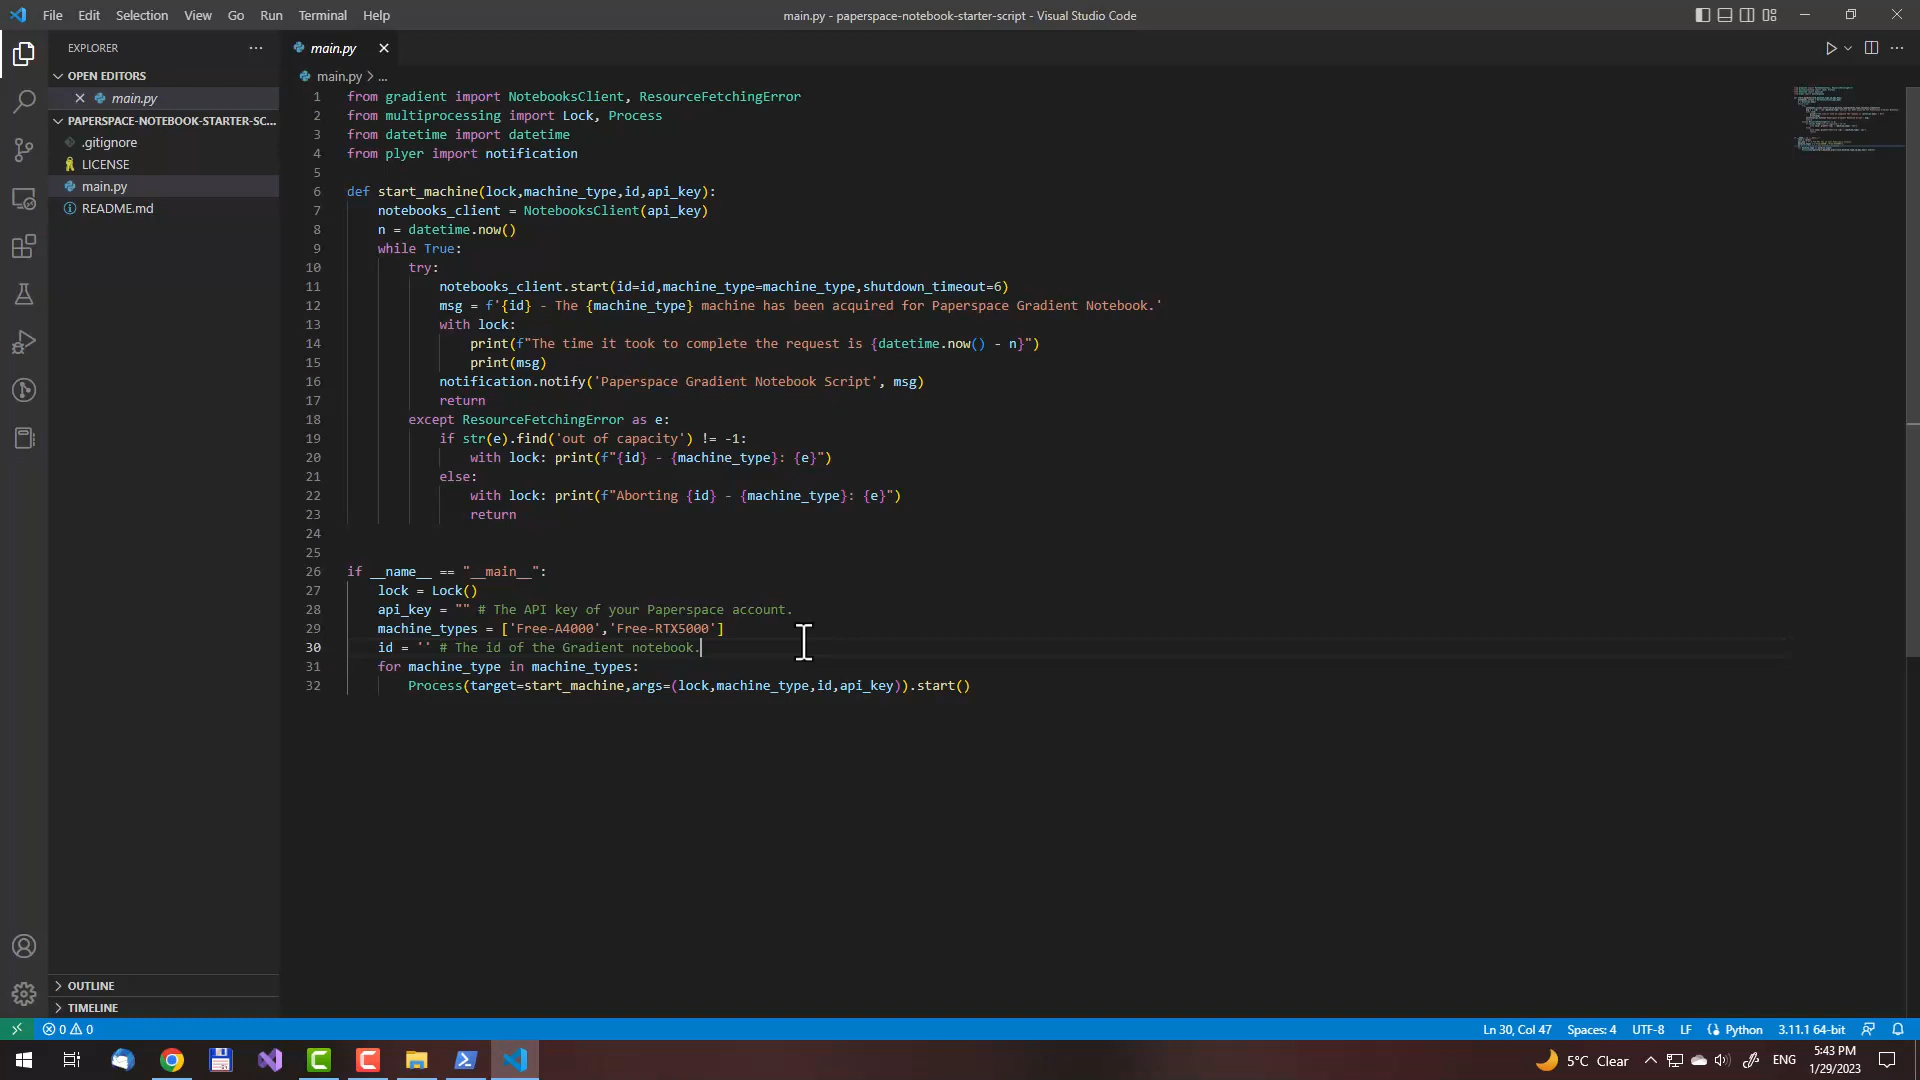 File Edit Selection View Go Run Terminal Help
main.py - paperspace-notebook-starter-script - Visual Studio Code
EXPLORER
OPEN EDITORS
main.py
PAPERSPACE-NOTEBOOK-STARTER-SC...
.gitignore
LICENSE
main.py
README.md
OUTLINE
TIMELINE
main.py
main.py > ...
1 from gradient import NotebooksClient, ResourceFetchingError
2 from multiprocessing import Lock, Process
3 from datetime import datetime
4 from plyer import notification
5
6 def start_machine(lock,machine_type,id,api_key):
7     notebooks_client = NotebooksClient(api_key)
8     n = datetime.now()
9     while True:
10         try:
11             notebooks_client.start(id=id,machine_type=machine_type,shutdown_timeout=6)
12             msg = f'{id} - The {machine_type} machine has been acquired for Paperspace Gradient Notebook.'
13             with lock:
14                 print(f"The time it took to complete the request is {datetime.now() - n}")
15                 print(msg)
16             notification.notify('Paperspace Gradient Notebook Script', msg)
17             return
18         except ResourceFetchingError as e:
19             if str(e).find('out of capacity') != -1:
20                 with lock: print(f"{id} - {machine_type}: {e}")
21             else:
22                 with lock: print(f"Aborting {id} - {machine_type}: {e}")
23                 return
24
25
26 if __name__ == "__main__":
27     lock = Lock()
28     api_key = "" # The API key of your Paperspace account.
29     machine_types = ['Free-A4000','Free-RTX5000']
30     id = '' # The id of the Gradient notebook.
31     for machine_type in machine_types:
32         Process(target=start_machine,args=(lock,machine_type,id,api_key)).start()
0 0
Ln 30, Col 47 Spaces: 4 UTF-8 LF Python 3.11.1 64-bit
5°C Clear
ENG
5:43 PM
1/29/2023